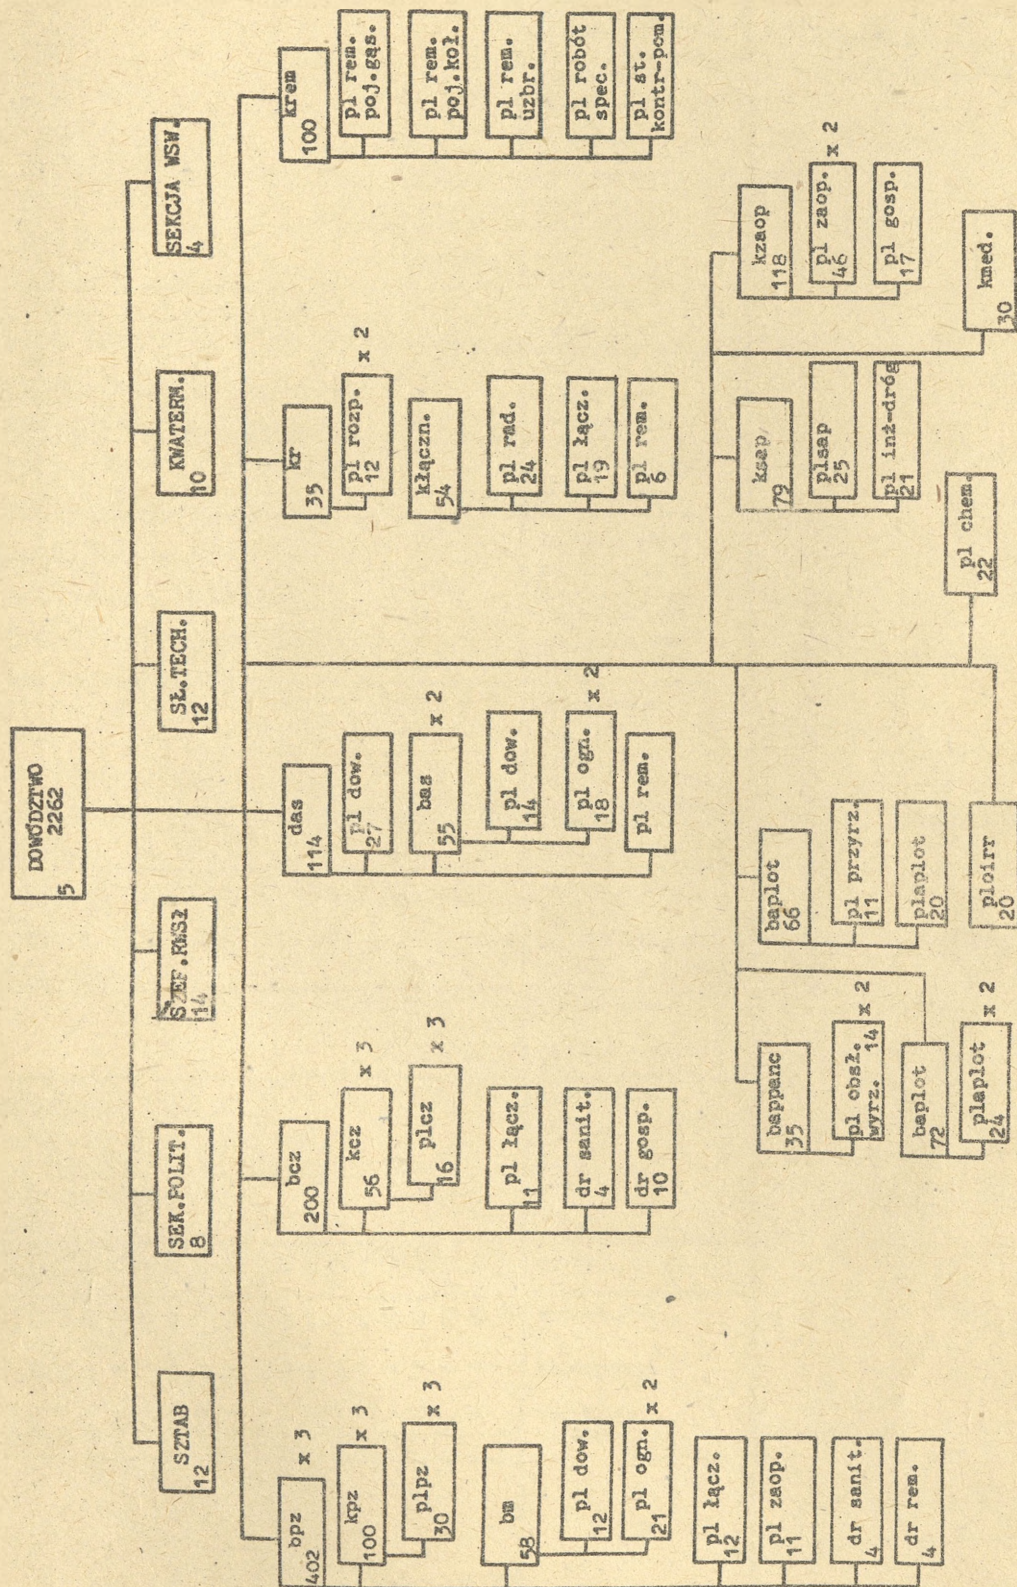 DOWÓDZTWO
2262
5
SZTAB
12
SEK.POLIT.
8
SZEF.RWSŁ
14
SŁ.TECH.
12
KWATERM.
10
SEKCJA WSW.
4
bpz
402
x 3
kpz
100
x 3
plpz
30
x 3
bm
58
pl dow.
12
pl ogn.
21
x 2
pl łącz.
12
pl zaop.
11
dr sanit.
4
dr rem.
4
bcz
200
kcz
56
x 3
plcz
16
x 3
pl łącz.
11
dr sanit.
4
dr gosp.
10
das
114
pl dow.
27
bas
55
x 2
pl dow.
14
pl ogn.
18
x 2
pl rem.
kr
35
pl rozp.
12
x 2
kłączn.
54
pl rad.
24
pl łącz.
19
pl rem.
6
krem
100
pl rem.
poj.gąs.
pl rem.
poj.koł.
pl rem.
uzbr.
pl robót
spec.
pl st.
kontr-pom.
bappanc
35
pl obsł.
wyrz. 14
x 2
baplot
72
plaplot
24
x 2
baplot
66
pl przyrz.
11
plaplot
20
ploirr
20
ksap
79
plsap
25
pl inż-dróg
21
pl chem.
22
kzaop
118
pl zaop.
46
x 2
pl gosp.
17
kmed.
30